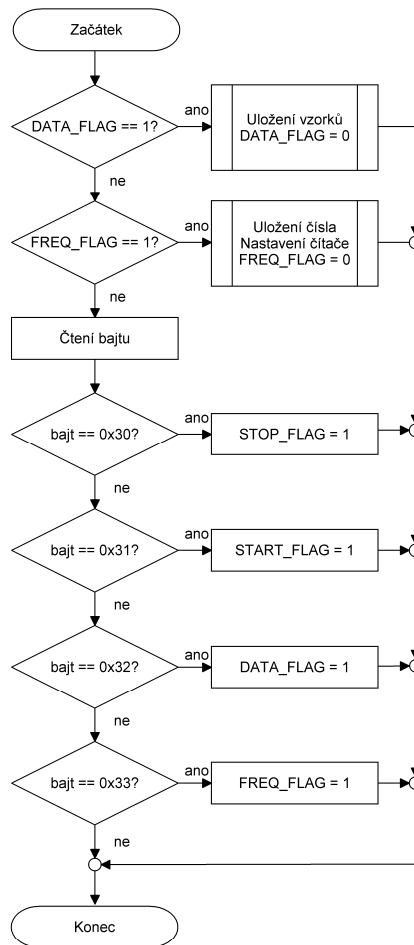 Začátek
DATA_FLAG == 1?
ano
Uložení vzorků
DATA_FLAG = 0
ne
FREQ_FLAG == 1?
ano
Uložení čísla
Nastavení čítače
FREQ_FLAG = 0
ne
Čtení bajtu
bajt == 0x30?
ano
STOP_FLAG = 1
ne
bajt == 0x31?
ano
START_FLAG = 1
ne
bajt == 0x32?
ano
DATA_FLAG = 1
ne
bajt == 0x33?
ano
FREQ_FLAG = 1
ne
Konec